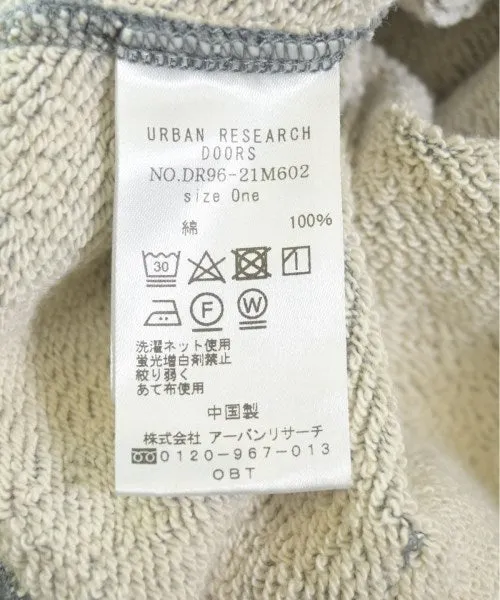 URBAN RESEARCH
DOORS
NO.DR96-21M602
size One
綿 100%
30
F W
洗濯ネット使用
蛍光増白剤禁止
絞り弱く
あて布使用
中国製
株式会社 アーバンリサーチ
0120-967-013
OBT